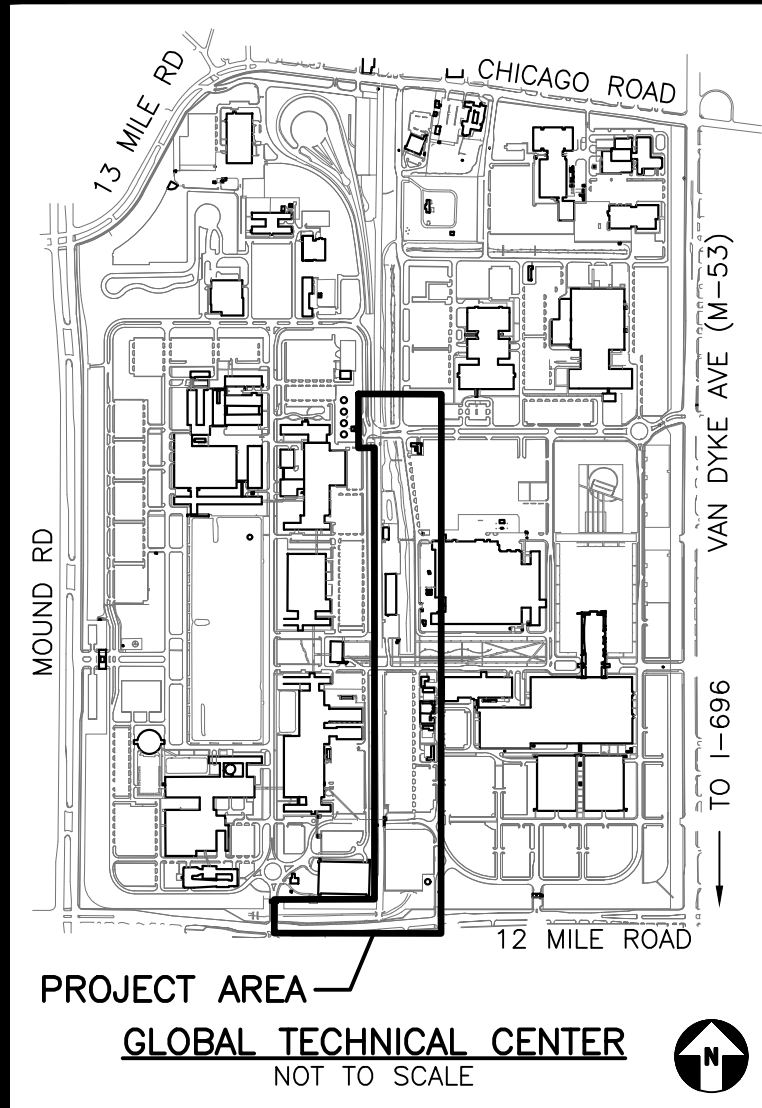 13 MILE RD
CHICAGO ROAD
VAN DYKE AVE (M-53)
MOUND RD
TO I-696
12 MILE ROAD
PROJECT AREA
GLOBAL TECHNICAL CENTER
NOT TO SCALE
N